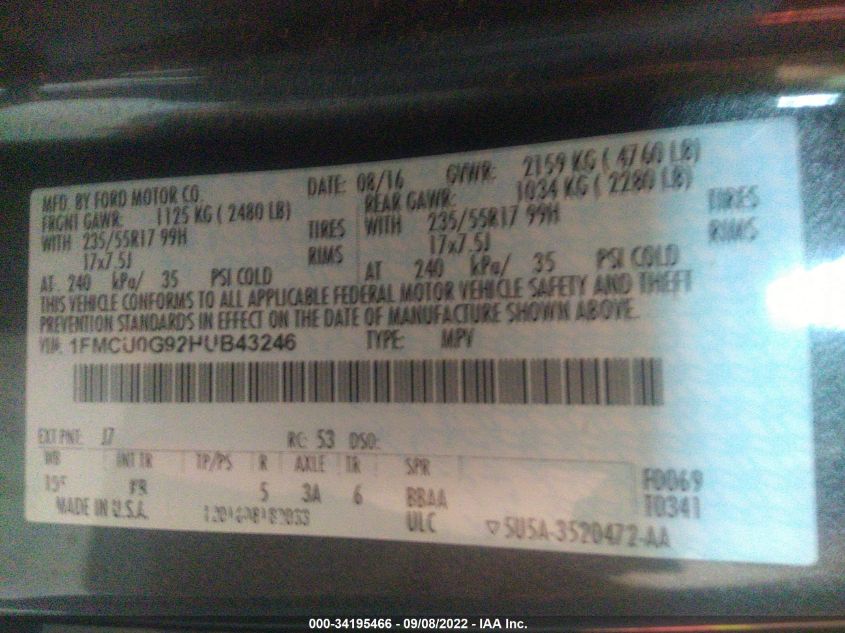 MFD. BY FORD MOTOR CO. DATE: 08/16 GVWR: 2159 KG ( 4760 LB)
FRONT GAWR: 1125 KG ( 2480 LB) REAR GAWR: 1034 KG ( 2280 LB)
WITH 235/55R17 99H TIRES WITH 235/55R17 99H TIRES
17x7.5J RIMS 17x7.5J RIMS
AT 240 kPa/ 35 PSI COLD AT 240 kPa/ 35 PSI COLD
THIS VEHICLE CONFORMS TO ALL APPLICABLE FEDERAL MOTOR VEHICLE SAFETY AND THEFT
PREVENTION STANDARDS IN EFFECT ON THE DATE OF MANUFACTURE SHOWN ABOVE.
VIN: 1FMCU0G92HUB43246 TYPE: MPV
EXT PNT: J7 RC: 53 DSO:
WB INT TR TP/PS R AXLE TR SPR F0069
5 3A 6 BBAA T0341
MADE IN U.S.A. ULC ▽5U5A-3520472-AA
000-34195466 - 09/08/2022 - IAA Inc.